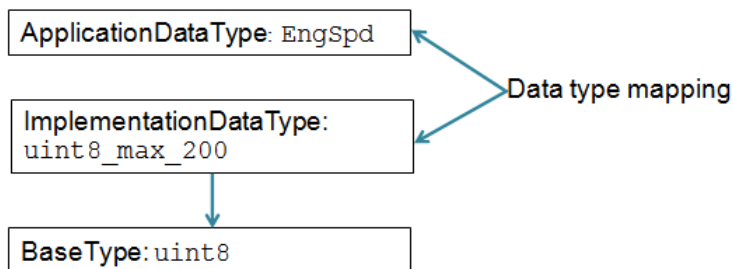 ApplicationDataType: EngSpd
Data type mapping
ImplementationDataType:
uint8_max_200
BaseType: uint8